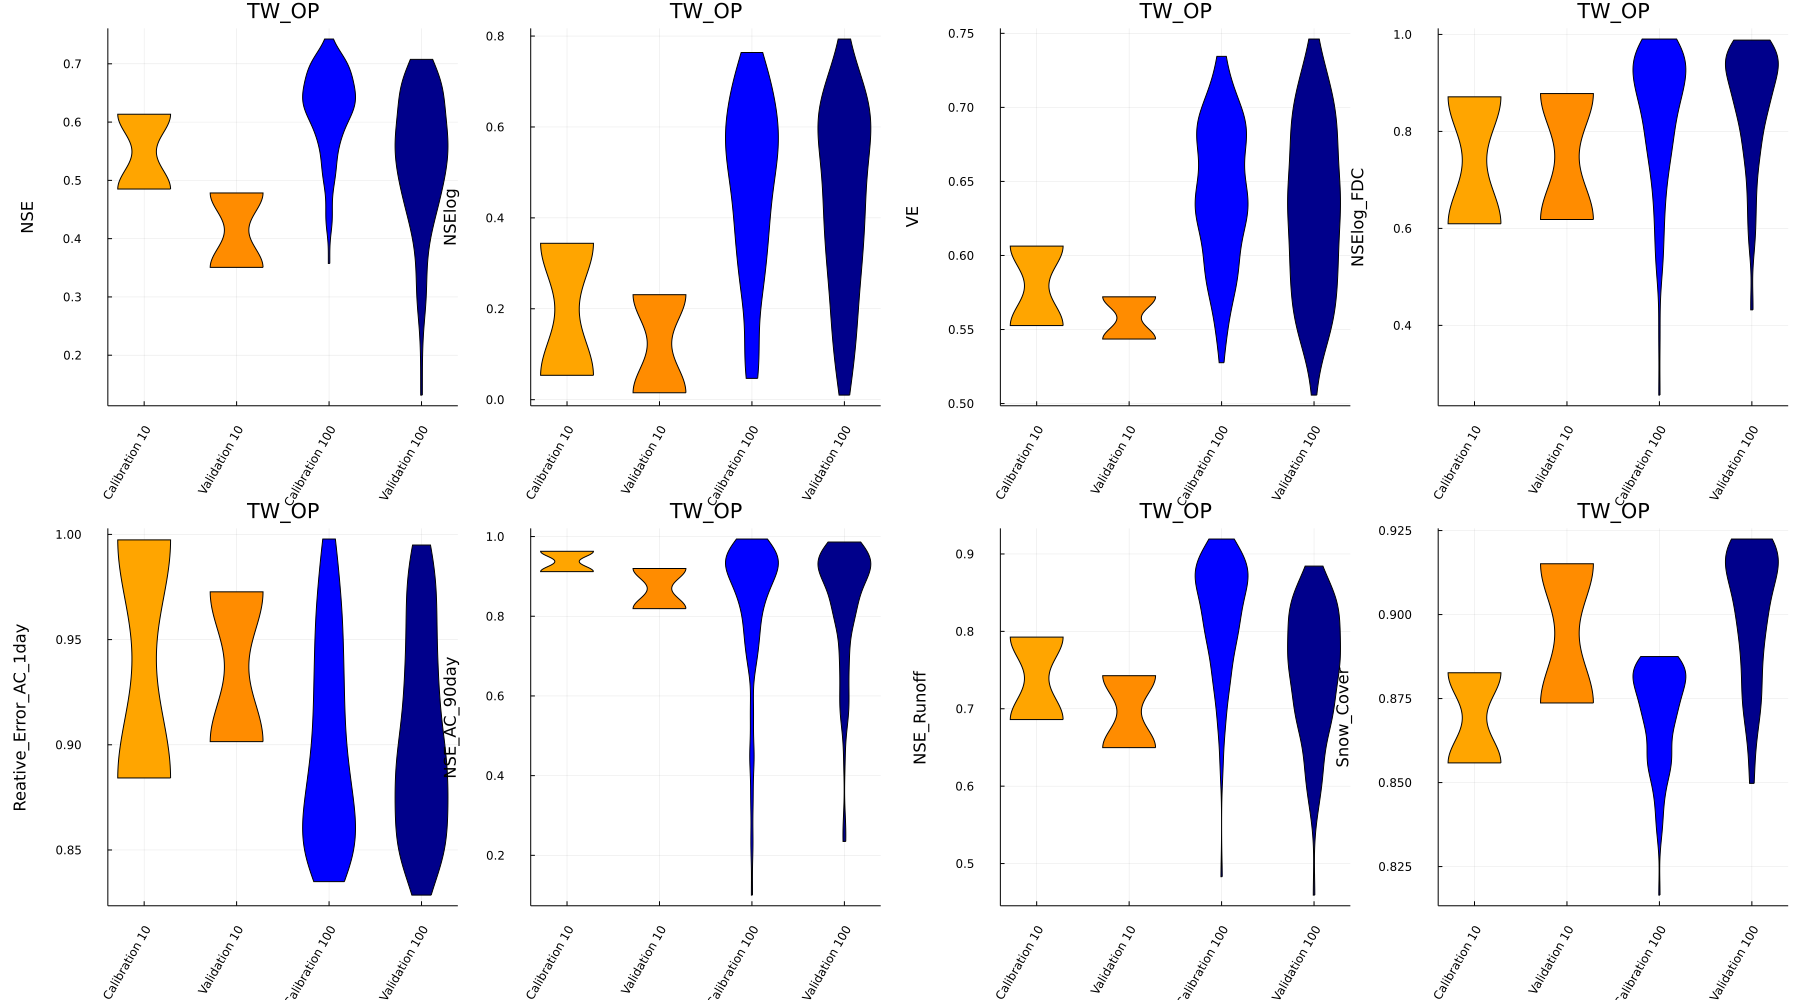 TW_OP
TW_OP
TW_OP
TW_OP
NSE
0.7
0.6
0.5
0.4
0.3
0.2
Calibration 10
Validation 10
Calibration 100
Validation 100
NSElog
0.8
0.6
0.4
0.2
0.0
Calibration 10
Validation 10
Calibration 100
Validation 100
VE
0.75
0.70
0.65
0.60
0.55
0.50
Calibration 10
Validation 10
Calibration 100
Validation 100
NSElog_FDC
1.0
0.8
0.6
0.4
Calibration 10
Validation 10
Calibration 100
Validation 100
TW_OP
TW_OP
TW_OP
TW_OP
Reative_Error_AC_1day
1.00
0.95
0.90
0.85
Calibration 10
Validation 10
Calibration 100
Validation 100
NSE_AC_90day
1.0
0.8
0.6
0.4
0.2
Calibration 10
Validation 10
Calibration 100
Validation 100
NSE_Runoff
0.9
0.8
0.7
0.6
0.5
Calibration 10
Validation 10
Calibration 100
Validation 100
Snow_Cover
0.925
0.900
0.875
0.850
0.825
Calibration 10
Validation 10
Calibration 100
Validation 100